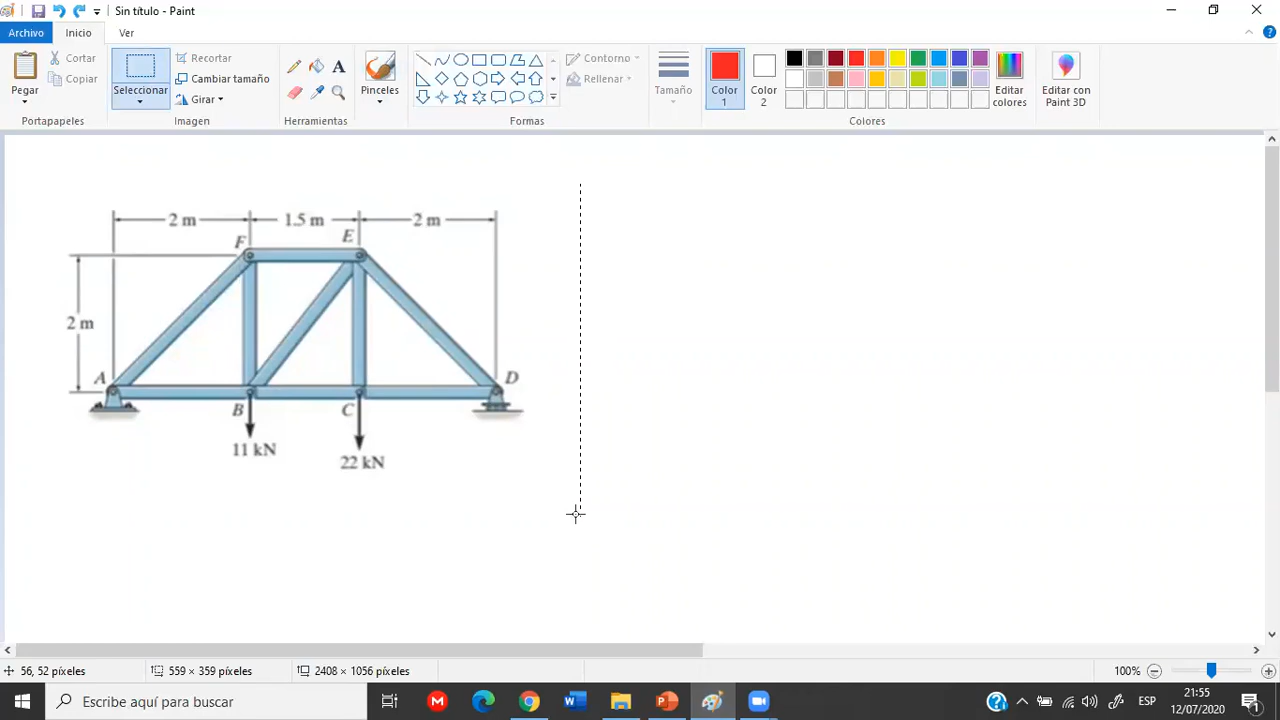 Sin título - Paint
Archivo Inicio Ver
Pegar
Cortar
Copiar
Portapapeles
Seleccionar
Recortar
Cambiar tamaño
Girar
Imagen
A
Herramientas
Pinceles
Contorno
Rellenar
Formas
Tamaño
Color 1
Color 2
Editar colores
Colores
Editar con Paint 3D
2 m 1.5 m 2 m
F E
2 m
A D
B C
11 kN
22 kN
56, 52 píxeles 559 × 359 píxeles 2408 × 1056 píxeles 100%
Escribe aquí para buscar
ESP
21:55
12/07/2020
1